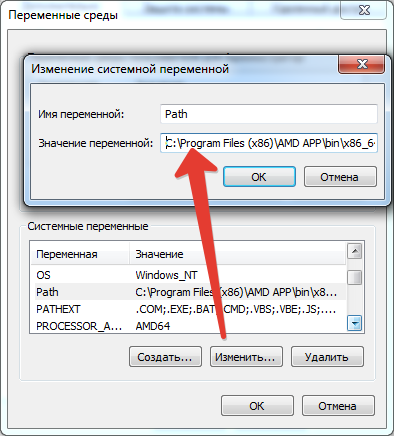 Переменные среды
Изменение системной переменной
Имя переменной: Path
Значение переменной: C:\Program Files (x86)\AMD APP\bin\x86_6
OK Отмена
Системные переменные
Переменная Значение
OS Windows_NT
Path C:\Program Files (x86)\AMD APP\bin\x8...
PATHEXT .COM;.EXE;.BAT;.CMD;.VBS;.VBE;.JS;....
PROCESSOR_A... AMD64
Создать... Изменить... Удалить
OK Отмена